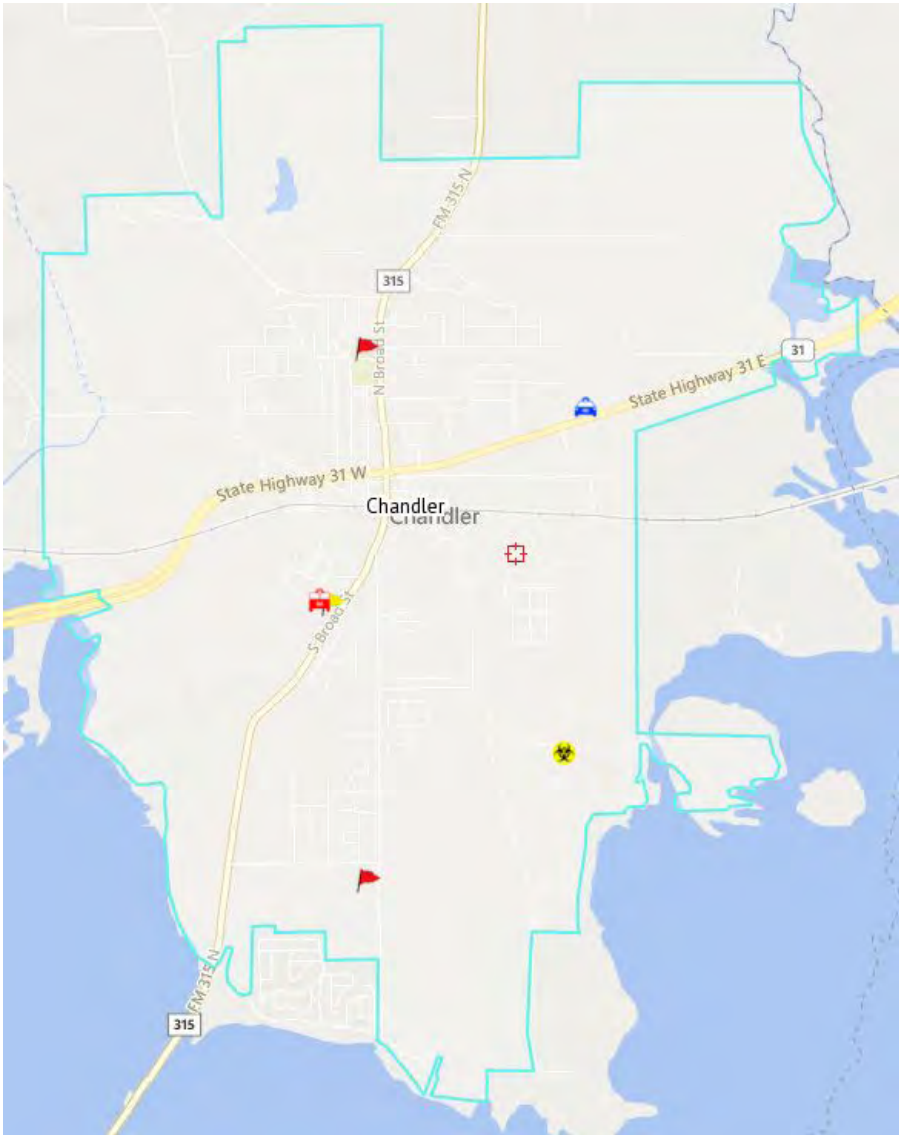 FM 315 N
315
N Broad St
31
State Highway 31 E
State Highway 31 W
Chandler
Chandler
S Broad St
FM 315 N
315